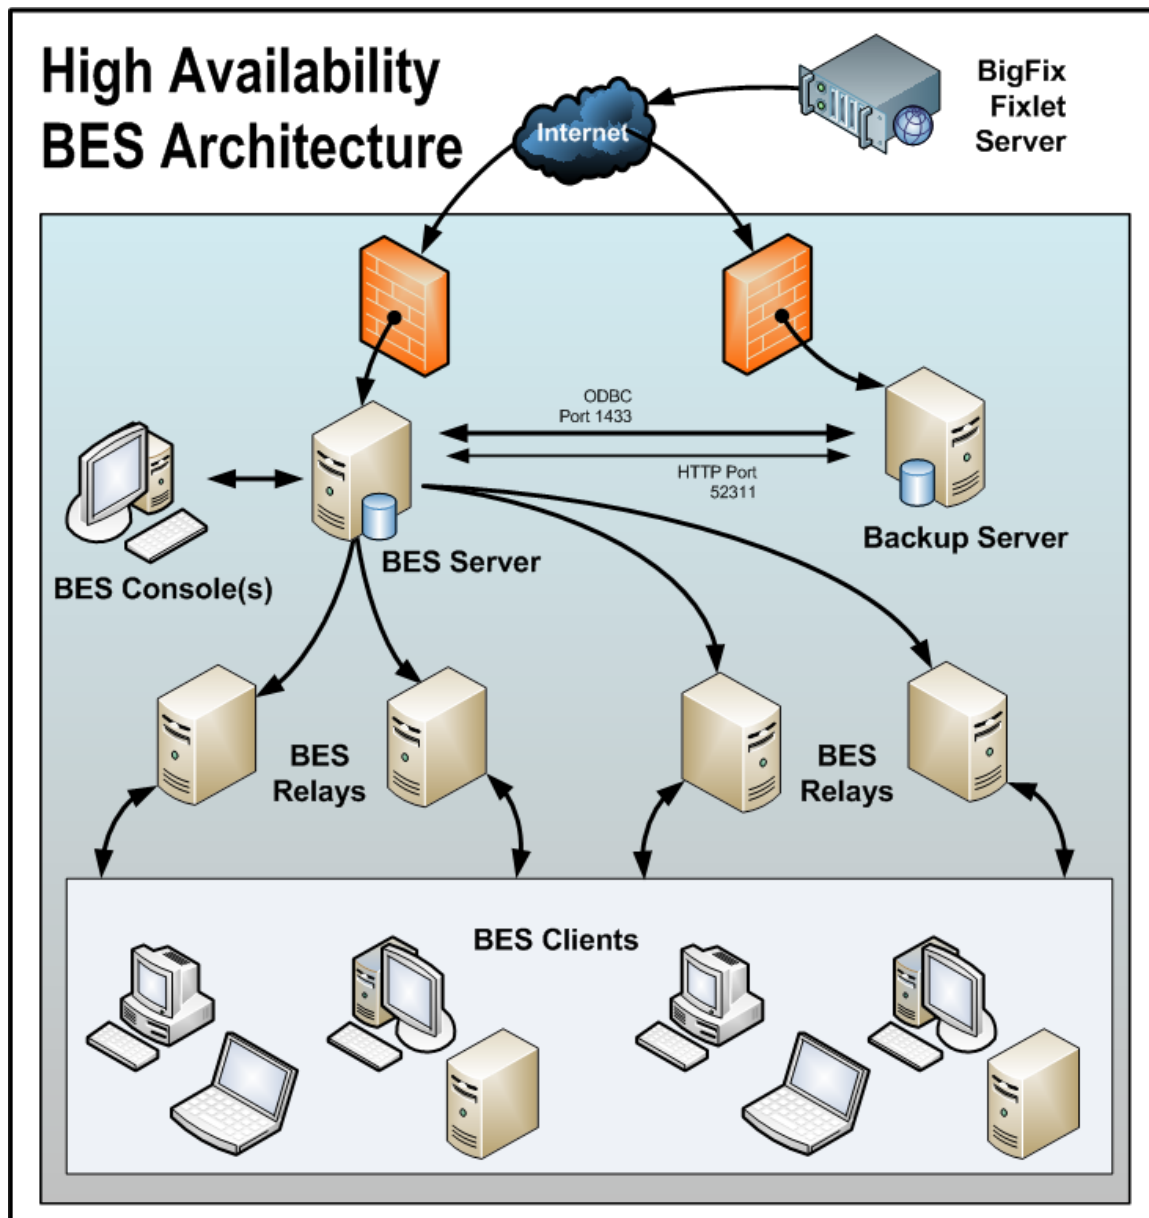 High Availability
BES Architecture
BigFix
Fixlet
Server
Internet
ODBC
Port 1433
HTTP Port
52311
BES Console(s)
BES Server
Backup Server
BES
Relays
BES
Relays
BES Clients